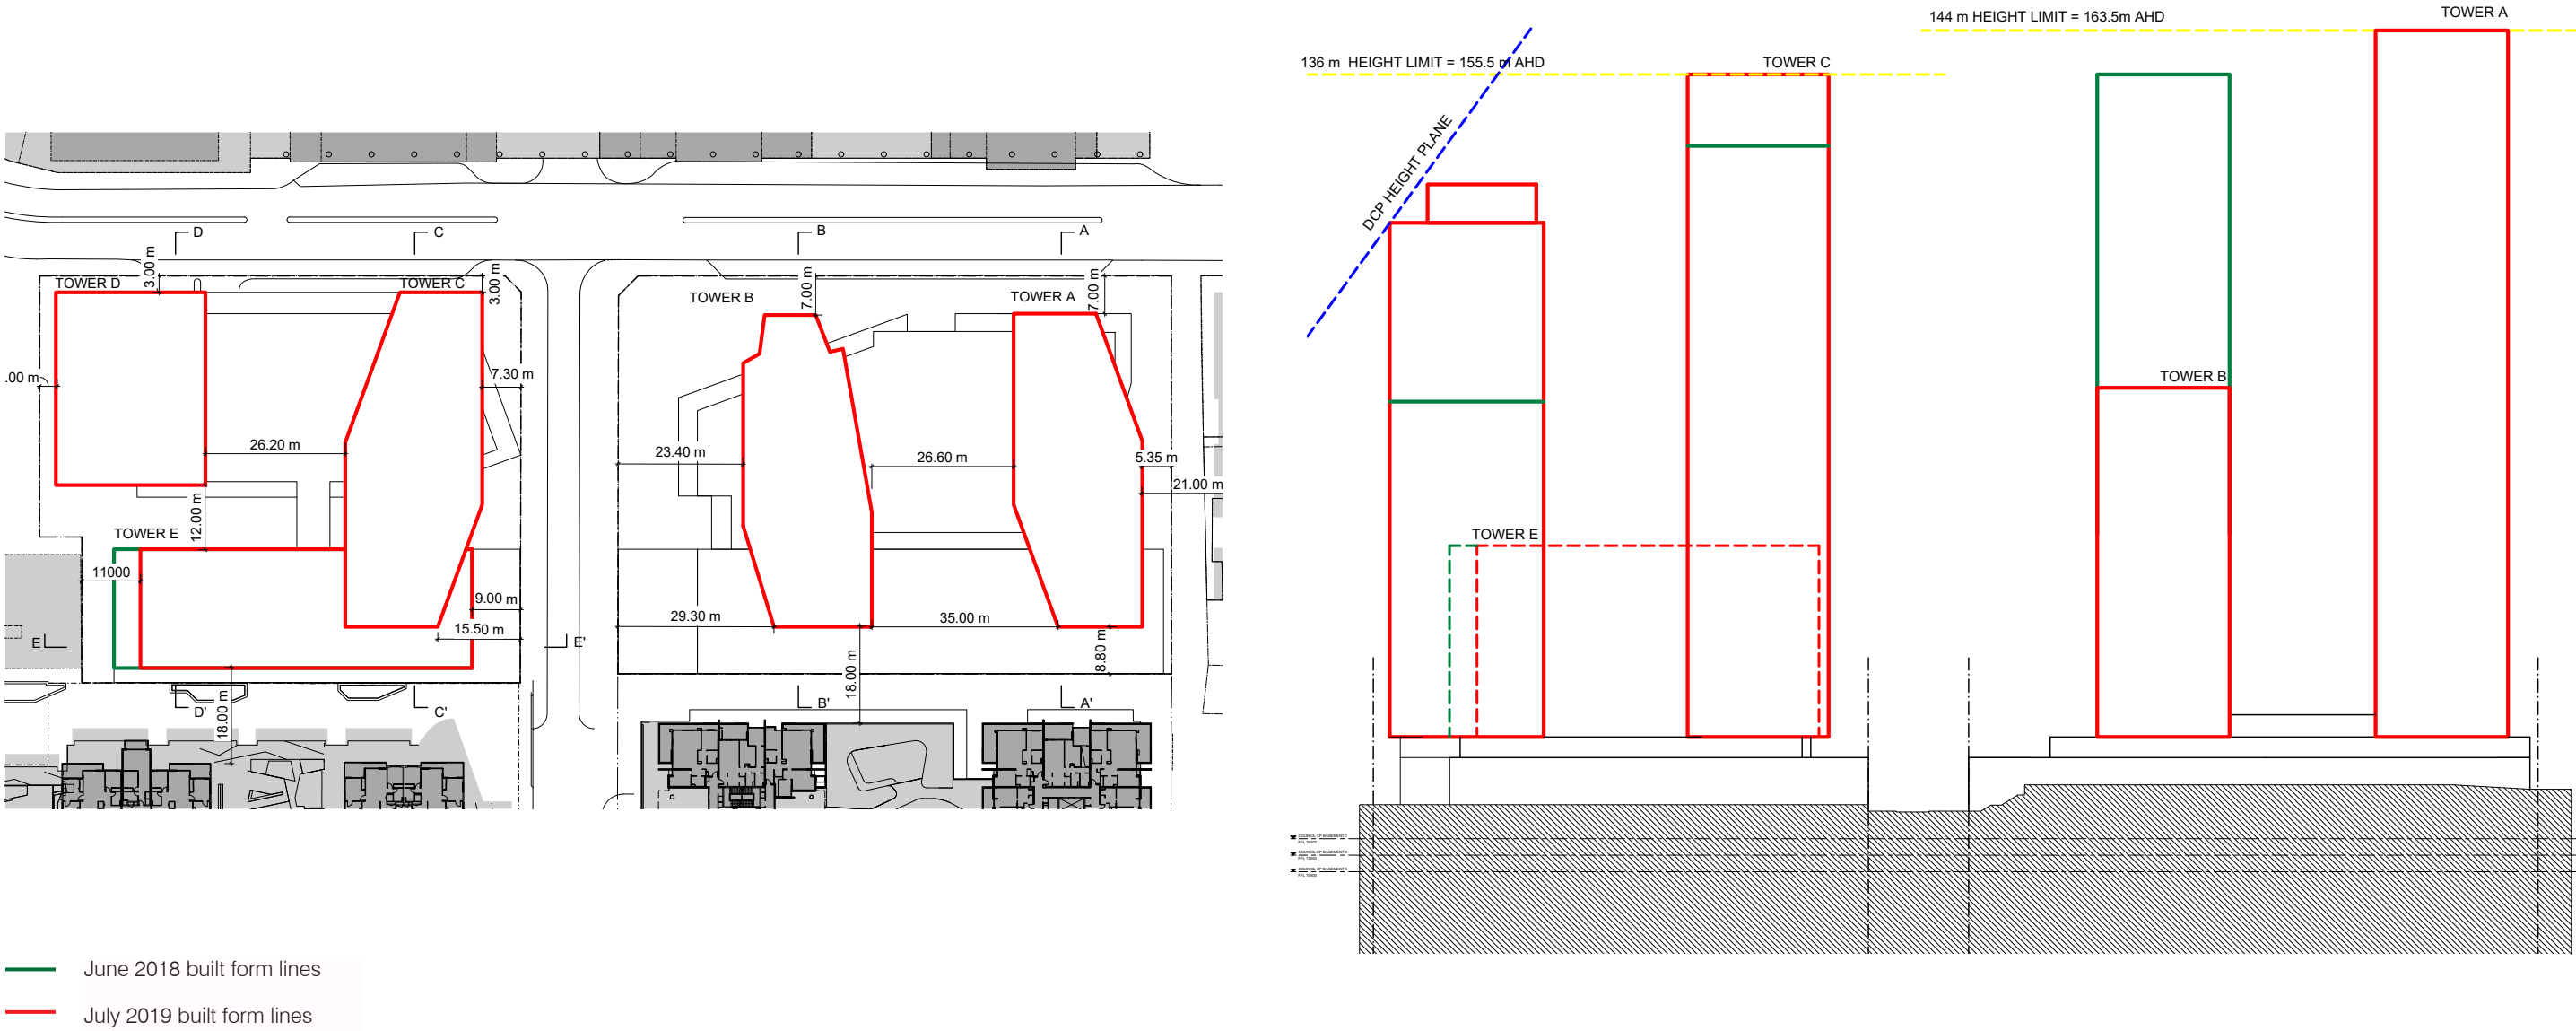 144 m HEIGHT LIMIT = 163.5m AHD
TOWER A
136 m HEIGHT LIMIT = 155.5 m AHD
TOWER C
DCP HEIGHT PLANE
TOWER B
TOWER E
D
C
B
A
3.00 m
TOWER D
TOWER C
3.00 m
TOWER B
7.00 m
TOWER A
7.00 m
.00 m
7.30 m
26.20 m
23.40 m
26.60 m
5.35 m
21.00 m
12.00 m
TOWER E
11000
9.00 m
15.50 m
29.30 m
35.00 m
E
E'
18.00 m
8.80 m
D'
C'
B'
A'
18.00 m
June 2018 built form lines
July 2019 built form lines